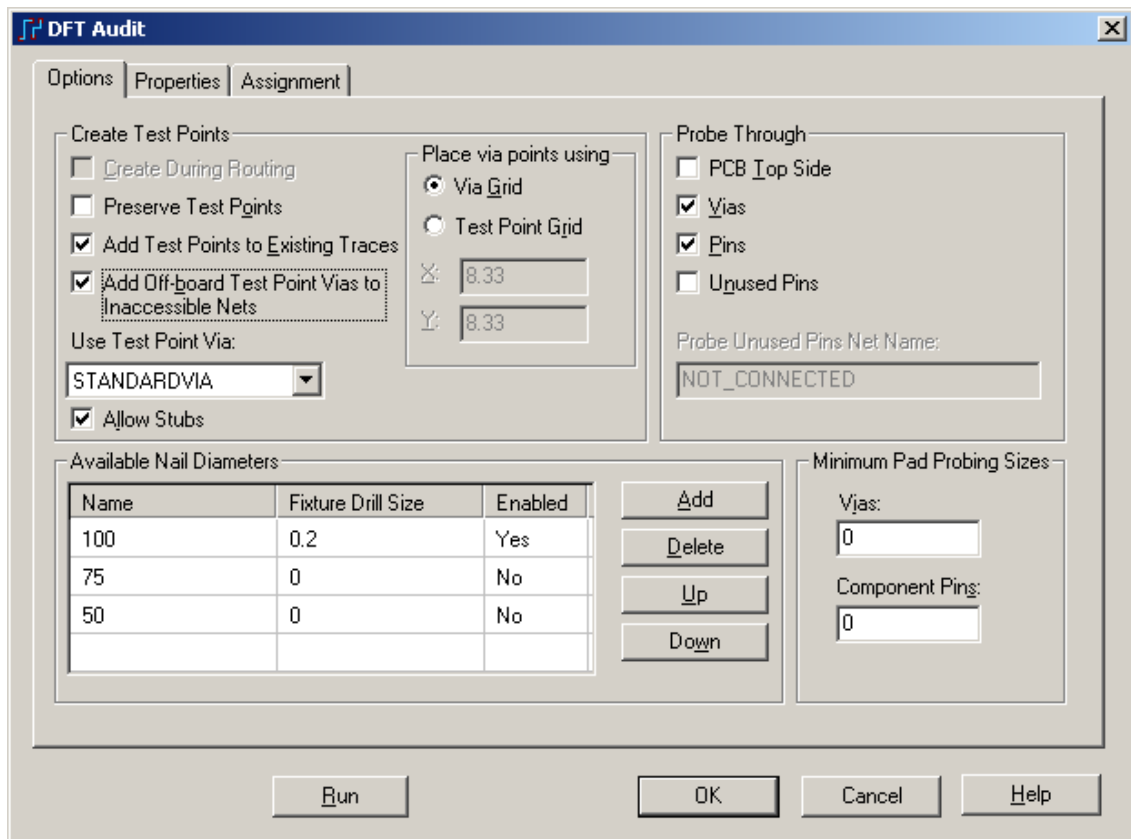 DFT Audit
Options
Properties
Assignment
Create Test Points
Create During Routing
Preserve Test Points
Add Test Points to Existing Traces
Add Off-board Test Point Vias to
Inaccessible Nets
Use Test Point Via:
STANDARDVIA
Allow Stubs
Place via points using
Via Grid
Test Point Grid
X: 8.33
Y: 8.33
Probe Through
PCB Top Side
Vias
Pins
Unused Pins
Probe Unused Pins Net Name:
NOT_CONNECTED
Available Nail Diameters
Name Fixture Drill Size Enabled
100 0.2 Yes
75 0 No
50 0 No
Add
Delete
Up
Down
Minimum Pad Probing Sizes
Vias:
0
Component Pins:
0
Run OK Cancel Help